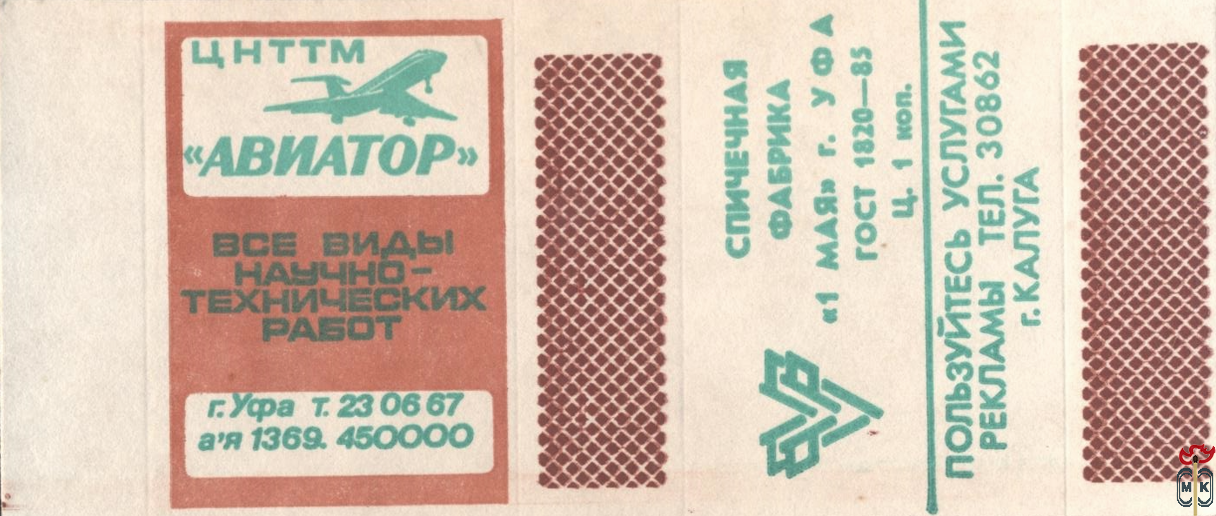 ЦНТТМ
«АВИАТОР»
ВСЕ ВИДЫ
НАУЧНО-
ТЕХНИЧЕСКИХ
РАБОТ
г. Уфа т. 23 06 67
а'я 1369. 450000
СПИЧЕЧНАЯ
ФАБРИКА
«1 МАЯ» г. УФА
ГОСТ 1820—85
Ц. 1 коп.
ПОЛЬЗУЙТЕСЬ УСЛУГАМИ
РЕКЛАМЫ ТЕЛ. 30862
г. КАЛУГА
МК